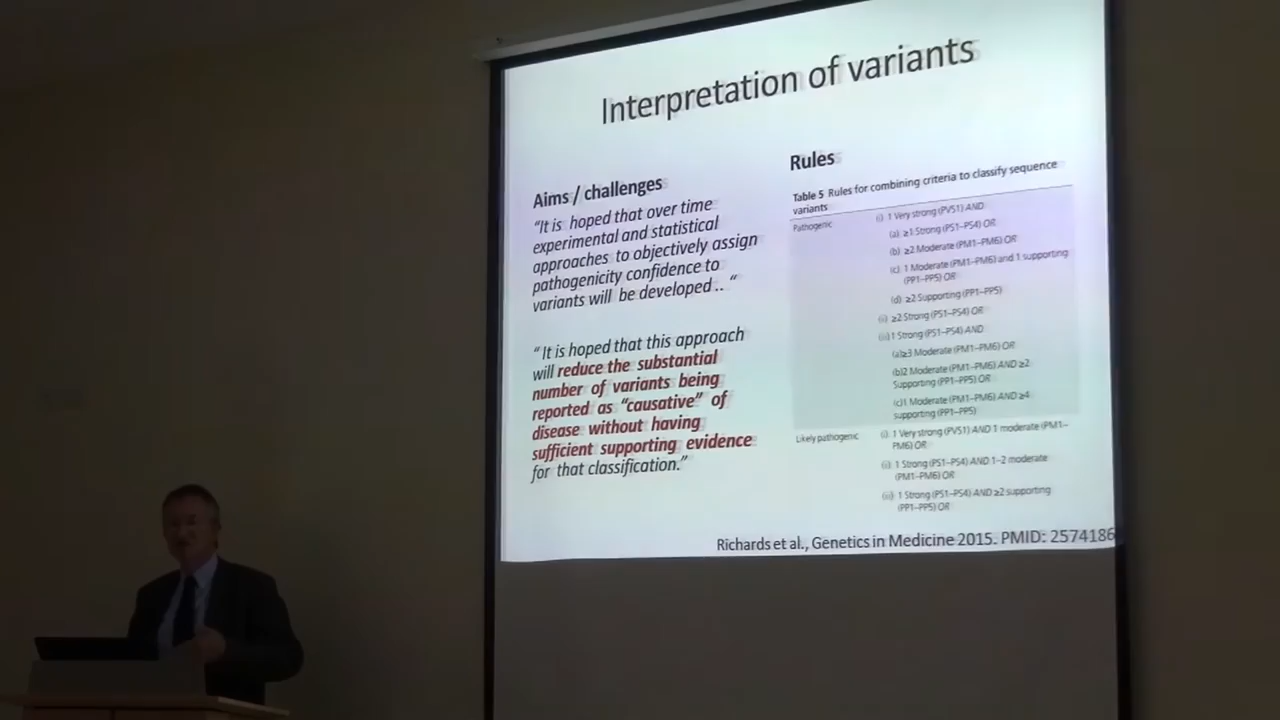 Interpretation of variants
Aims / challenges
“It is hoped that over time
experimental and statistical
approaches to objectively assign
pathogenicity confidence to
variants will be developed .. “
“ It is hoped that this approach
will reduce the substantial
number of variants being
reported as “causative” of
disease without having
sufficient supporting evidence
for that classification.”
Rules
Table 5 Rules for combining criteria to classify sequence
variants
Pathogenic
(i) 1 Very strong (PVS1) AND
(a) ≥1 Strong (PS1–PS4) OR
(b) ≥2 Moderate (PM1–PM6) OR
(c) 1 Moderate (PM1–PM6) and 1 supporting
(PP1–PP5) OR
(d) ≥2 Supporting (PP1–PP5)
(ii) ≥2 Strong (PS1–PS4) OR
(iii) 1 Strong (PS1–PS4) AND
(a)≥3 Moderate (PM1–PM6) OR
(b)2 Moderate (PM1–PM6) AND ≥2
Supporting (PP1–PP5) OR
(c)1 Moderate (PM1–PM6) AND ≥4
supporting (PP1–PP5)
Likely pathogenic
(i) 1 Very strong (PVS1) AND 1 moderate (PM1–
PM6) OR
(ii) 1 Strong (PS1–PS4) AND 1–2 moderate
(PM1–PM6) OR
(iii) 1 Strong (PS1–PS4) AND ≥2 supporting
(PP1–PP5) OR
Richards et al., Genetics in Medicine 2015. PMID: 2574186